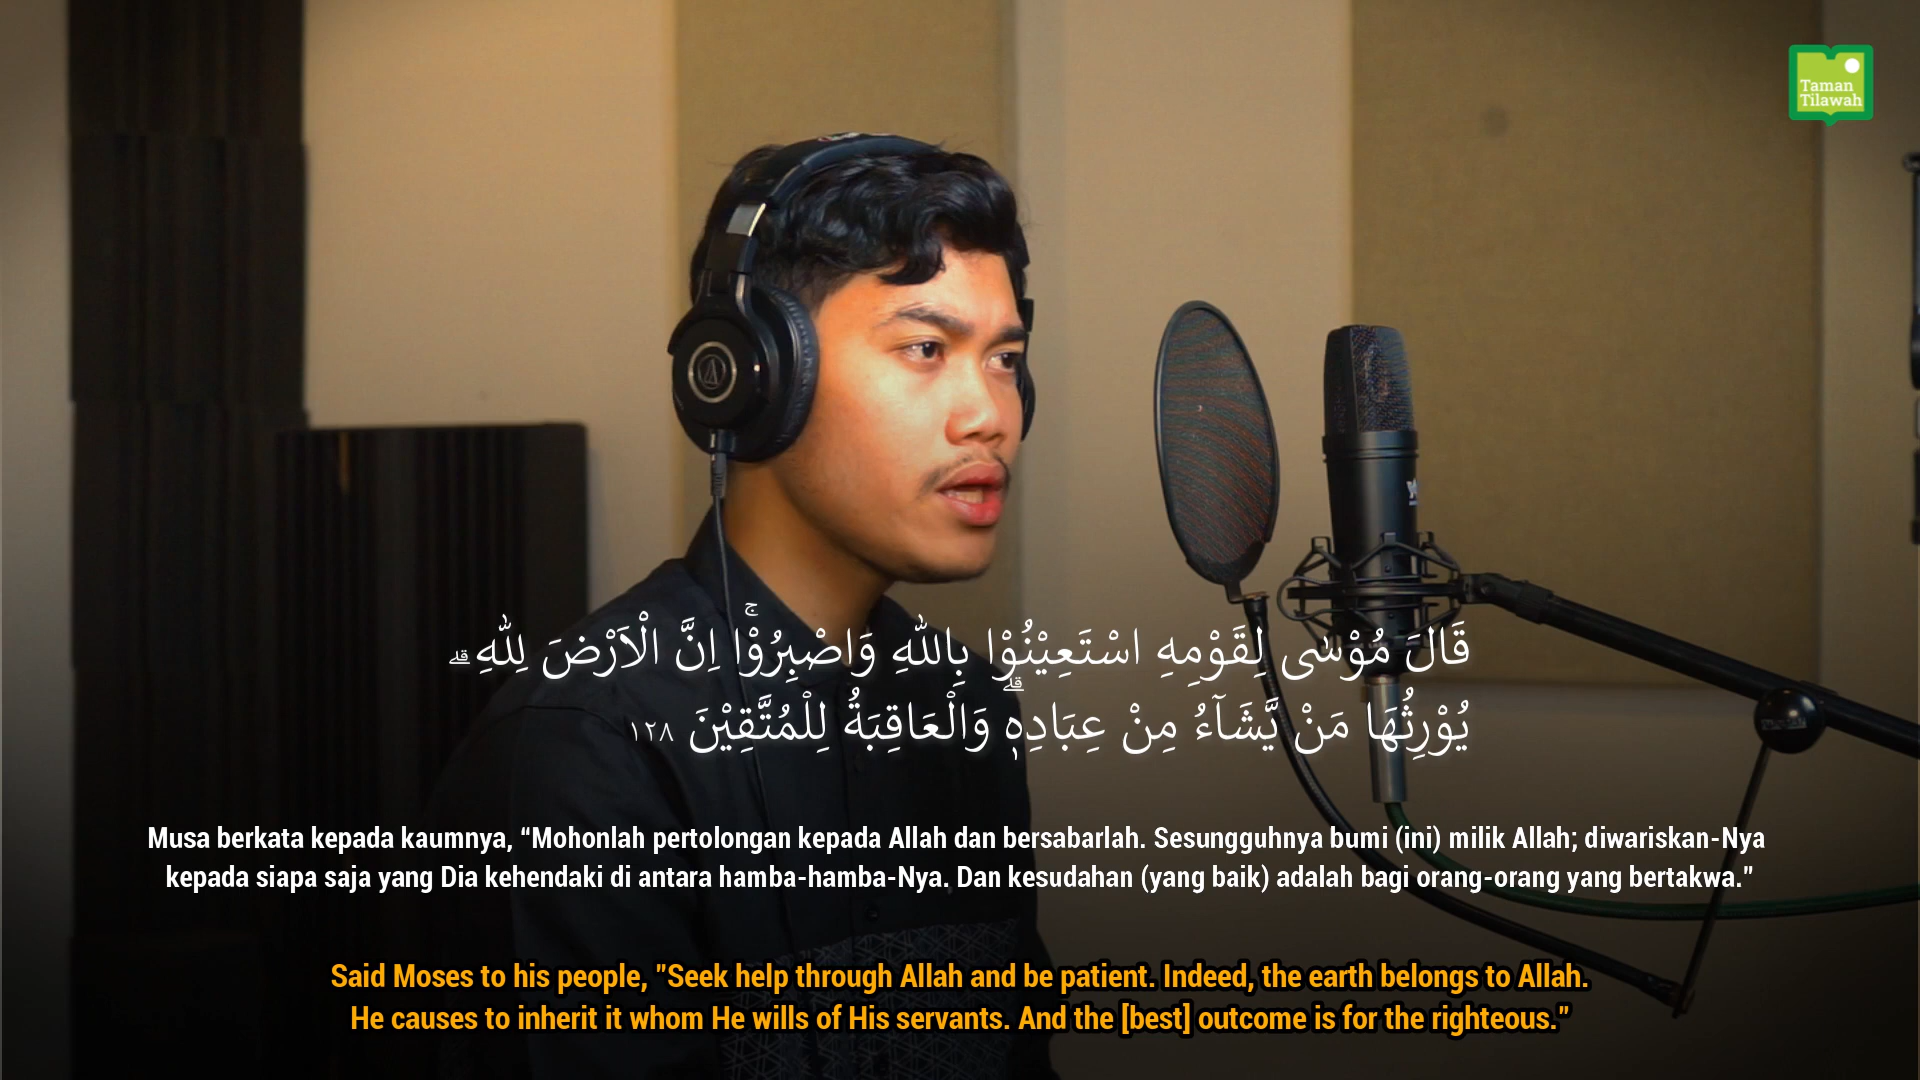 Taman
Tilawah
قَالَ مُوْسٰى لِقَوْمِهِ اسْتَعِيْنُوْا بِاللّٰهِ وَاصْبِرُوْاۚ اِنَّ الْاَرْضَ لِلّٰهِ ۗ
يُوْرِثُهَا مَنْ يَّشَاۤءُ مِنْ عِبَادِهٖۗ وَالْعَاقِبَةُ لِلْمُتَّقِيْنَ ١٢٨
Musa berkata kepada kaumnya, “Mohonlah pertolongan kepada Allah dan bersabarlah. Sesungguhnya bumi (ini) milik Allah; diwariskan-Nya
kepada siapa saja yang Dia kehendaki di antara hamba-hamba-Nya. Dan kesudahan (yang baik) adalah bagi orang-orang yang bertakwa.”
Said Moses to his people, "Seek help through Allah and be patient. Indeed, the earth belongs to Allah.
He causes to inherit it whom He wills of His servants. And the [best] outcome is for the righteous."